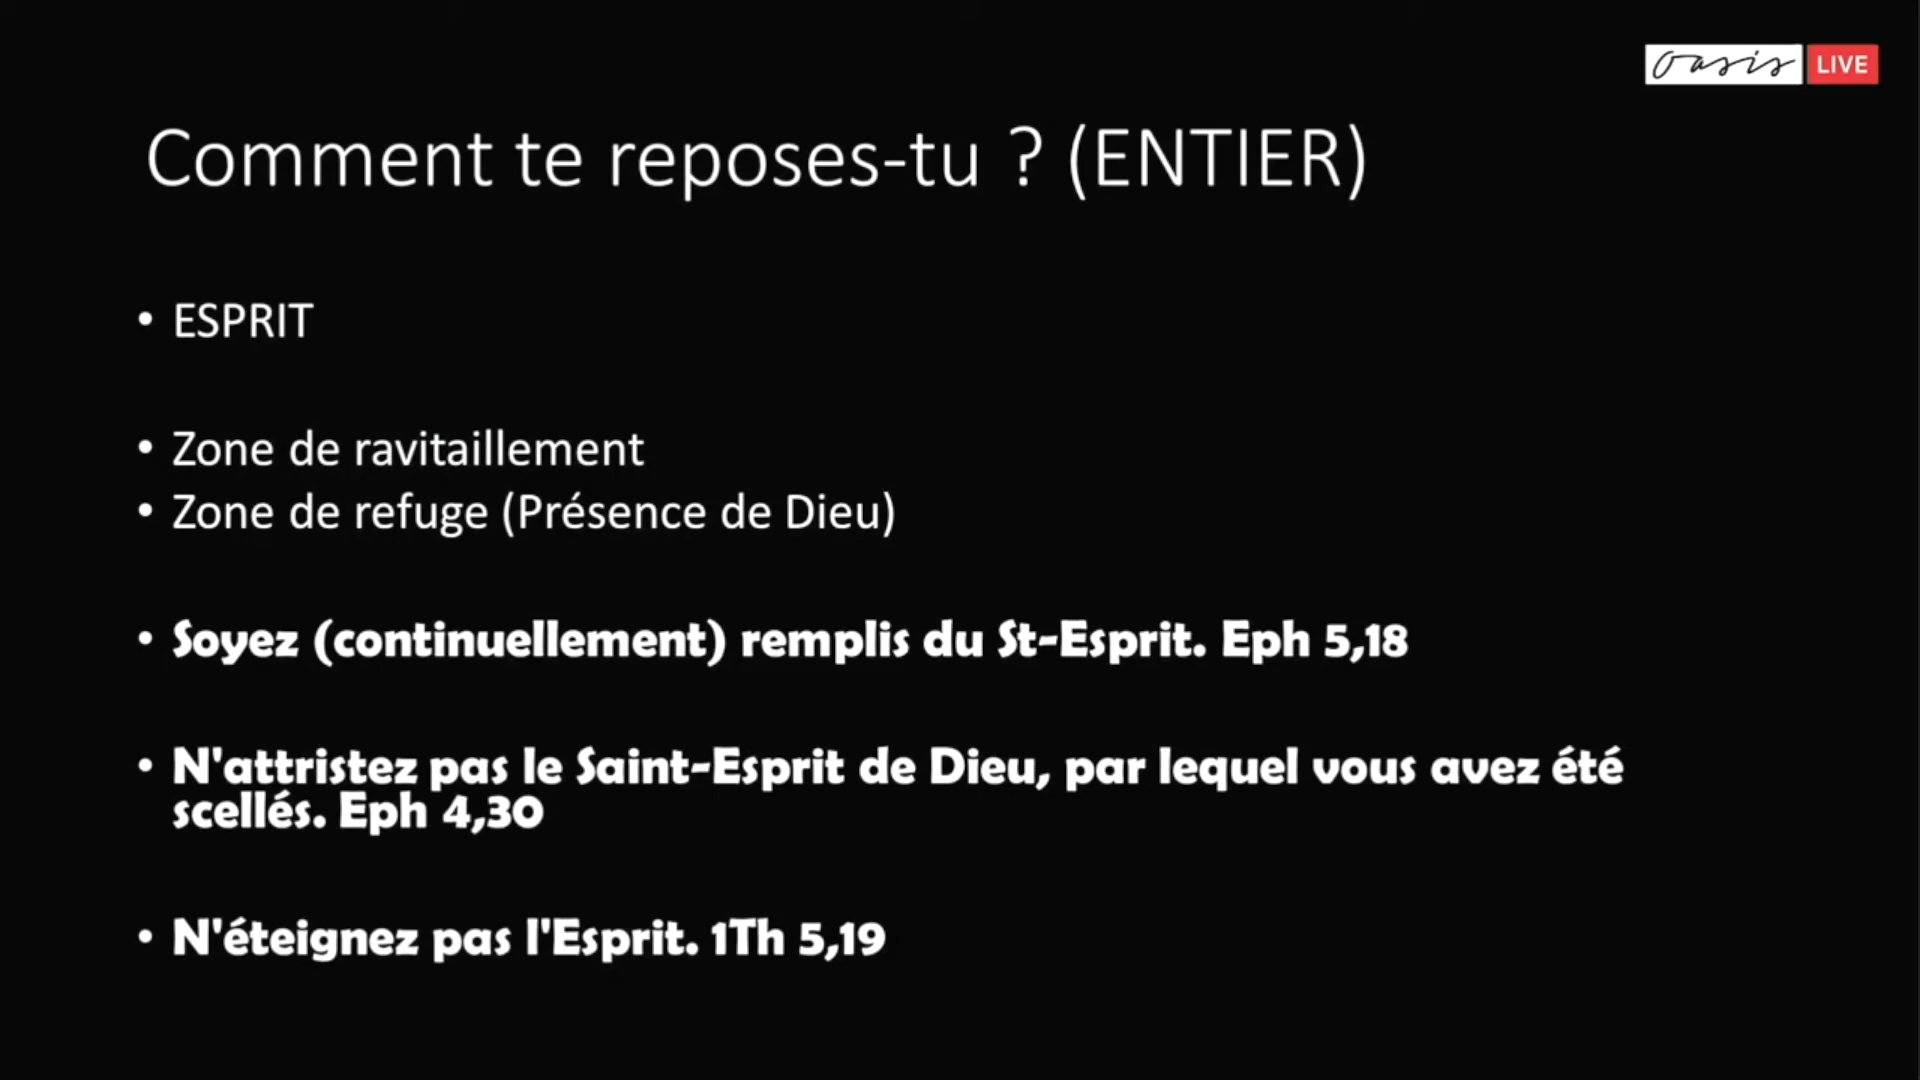 oasis LIVE
Comment te reposes-tu ? (ENTIER)
• ESPRIT
• Zone de ravitaillement
• Zone de refuge (Présence de Dieu)
• Soyez (continuellement) remplis du St-Esprit. Eph 5,18
• N'attristez pas le Saint-Esprit de Dieu, par lequel vous avez été
scellés. Eph 4,30
• N'éteignez pas l'Esprit. 1Th 5,19